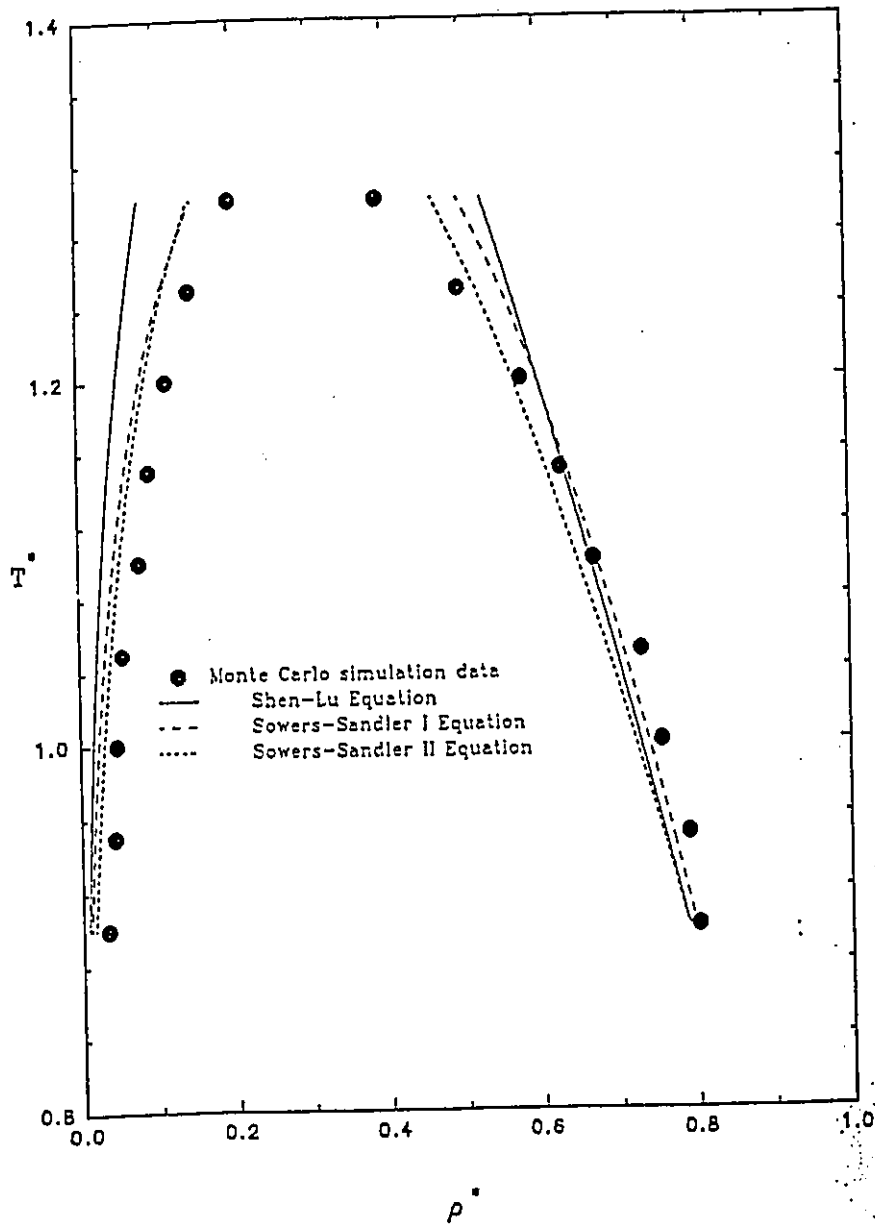 1.4
1.2
T*
Monte Carlo simulation data
Shen-Lu Equation
Sowers-Sandler I Equation
1.0
Sowers-Sandler II Equation
0.8
0.0 0.2 0.4 0.6 0.8 1.0
ρ*